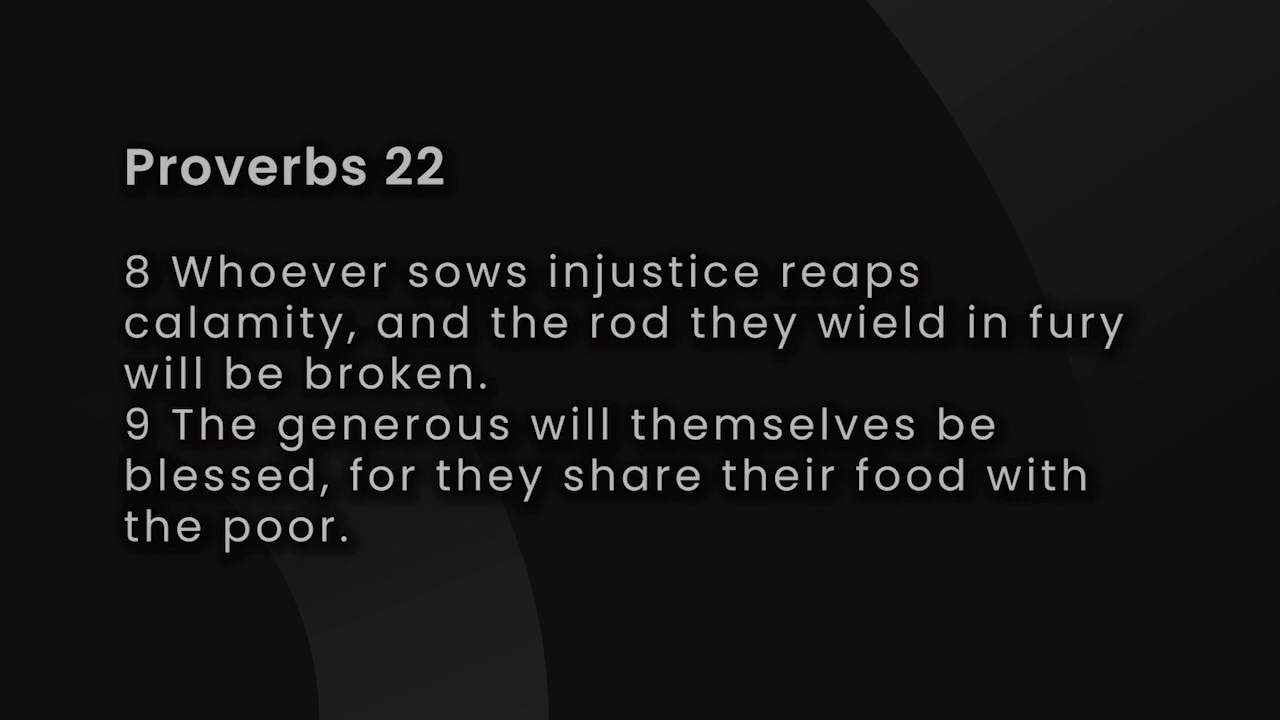 Proverbs 22
8 Whoever sows injustice reaps
calamity, and the rod they wield in fury
will be broken.
9 The generous will themselves be
blessed, for they share their food with
the poor.